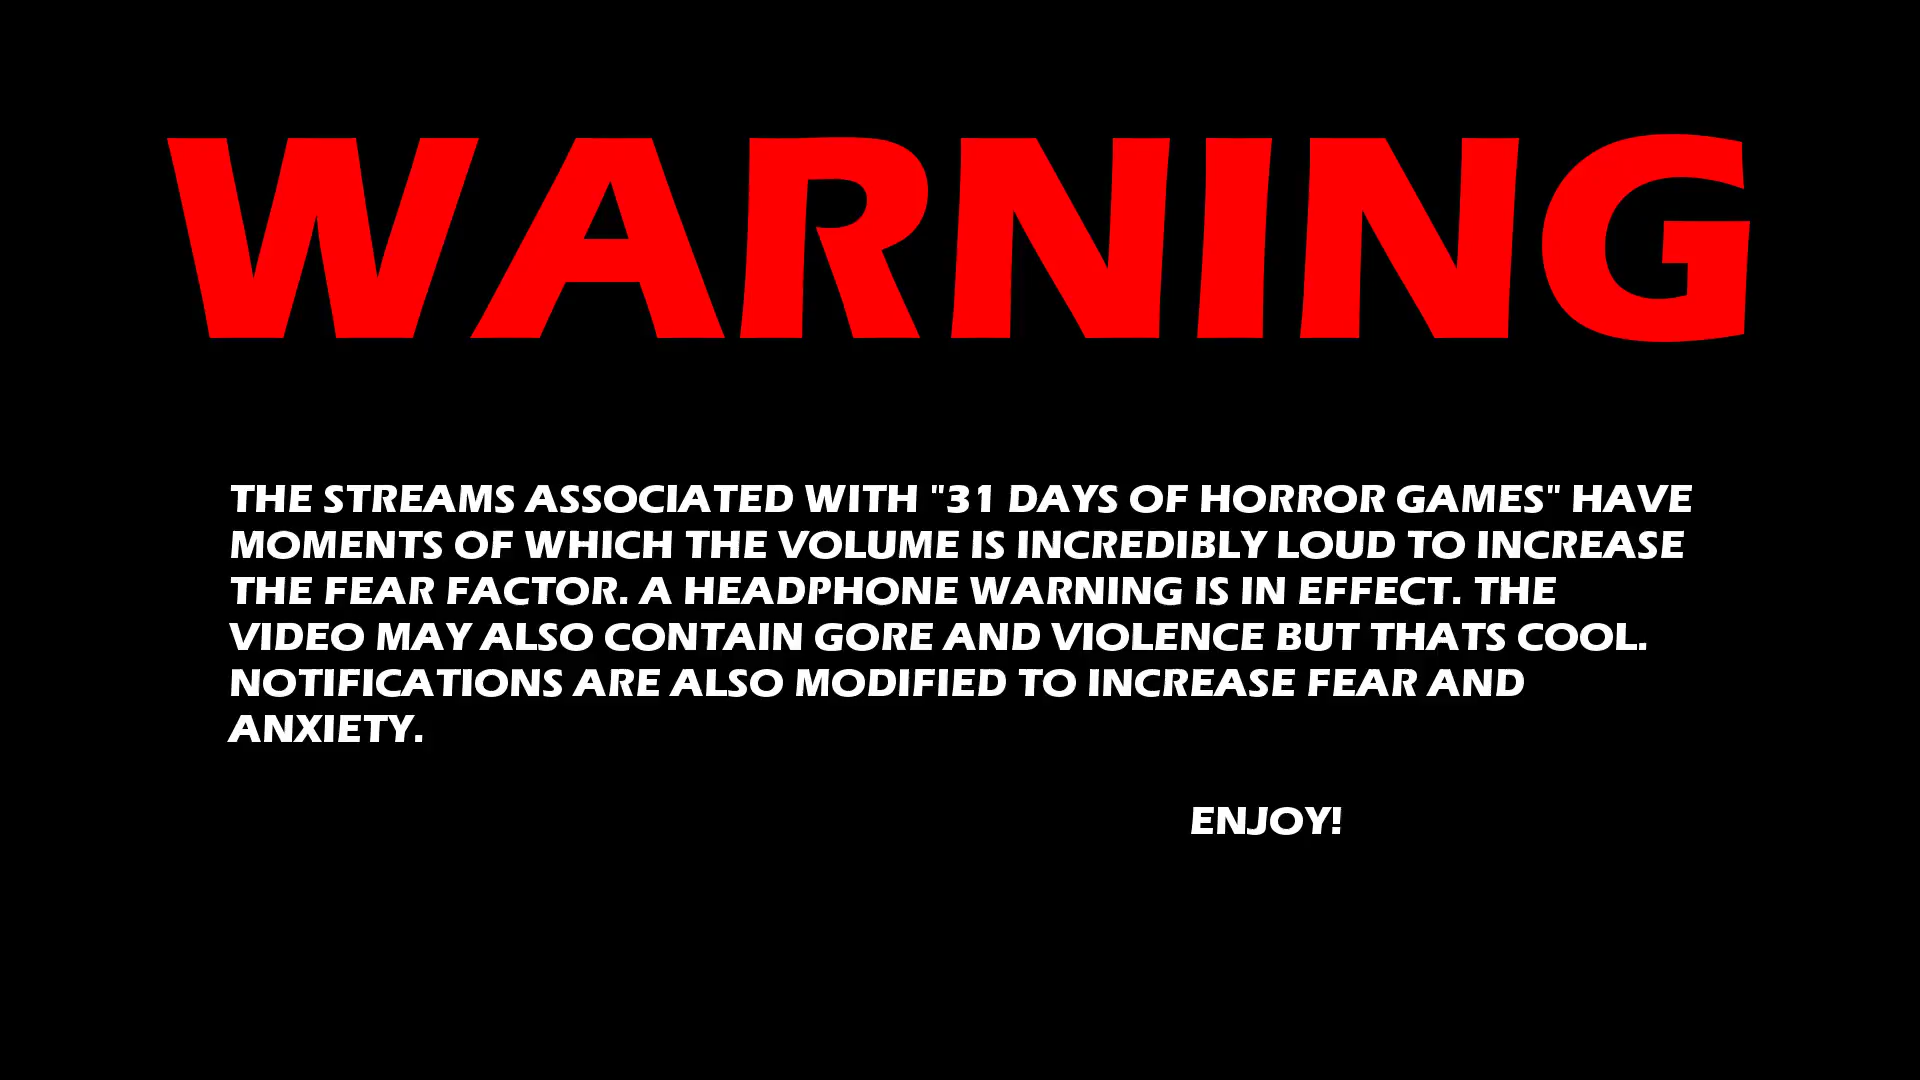 WARNING
THE STREAMS ASSOCIATED WITH "31 DAYS OF HORROR GAMES" HAVE
MOMENTS OF WHICH THE VOLUME IS INCREDIBLY LOUD TO INCREASE
THE FEAR FACTOR. A HEADPHONE WARNING IS IN EFFECT. THE
VIDEO MAY ALSO CONTAIN GORE AND VIOLENCE BUT THATS COOL.
NOTIFICATIONS ARE ALSO MODIFIED TO INCREASE FEAR AND
ANXIETY.
ENJOY!